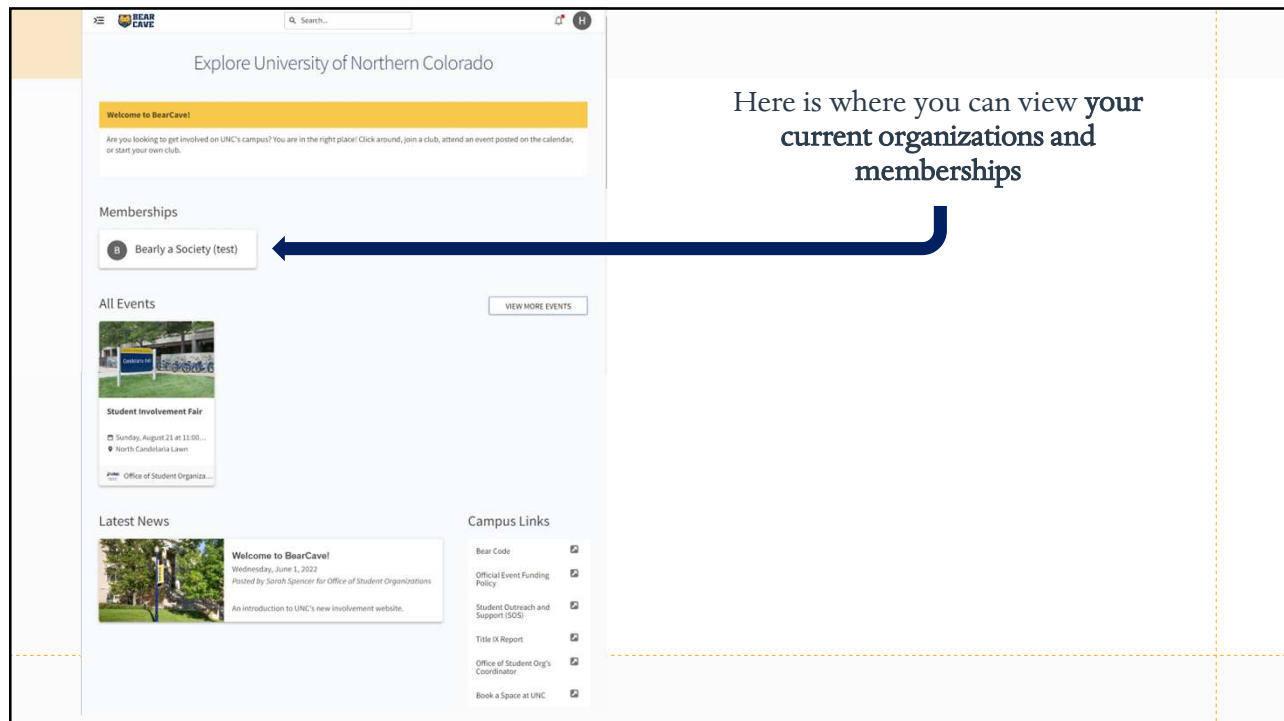 BEAR
CAVE
Search...
H
Explore University of Northern Colorado
Welcome to BearCave!
Are you looking to get involved on UNC's campus? You are in the right place! Click around, join a club, attend an event posted on the calendar,
or start your own club.
Memberships
B Bearly a Society (test)
All Events
VIEW MORE EVENTS
Candelaria Hall
Student Involvement Fair
Sunday, August 21 at 11:00...
North Candelaria Lawn
Office of Student Organiza...
Latest News
Welcome to BearCave!
Wednesday, June 1, 2022
Posted by Sarah Spencer for Office of Student Organizations
An introduction to UNC's new involvement website.
Campus Links
Bear Code
Official Event Funding
Policy
Student Outreach and
Support (SOS)
Title IX Report
Office of Student Org's
Coordinator
Book a Space at UNC
Here is where you can view your
current organizations and
memberships